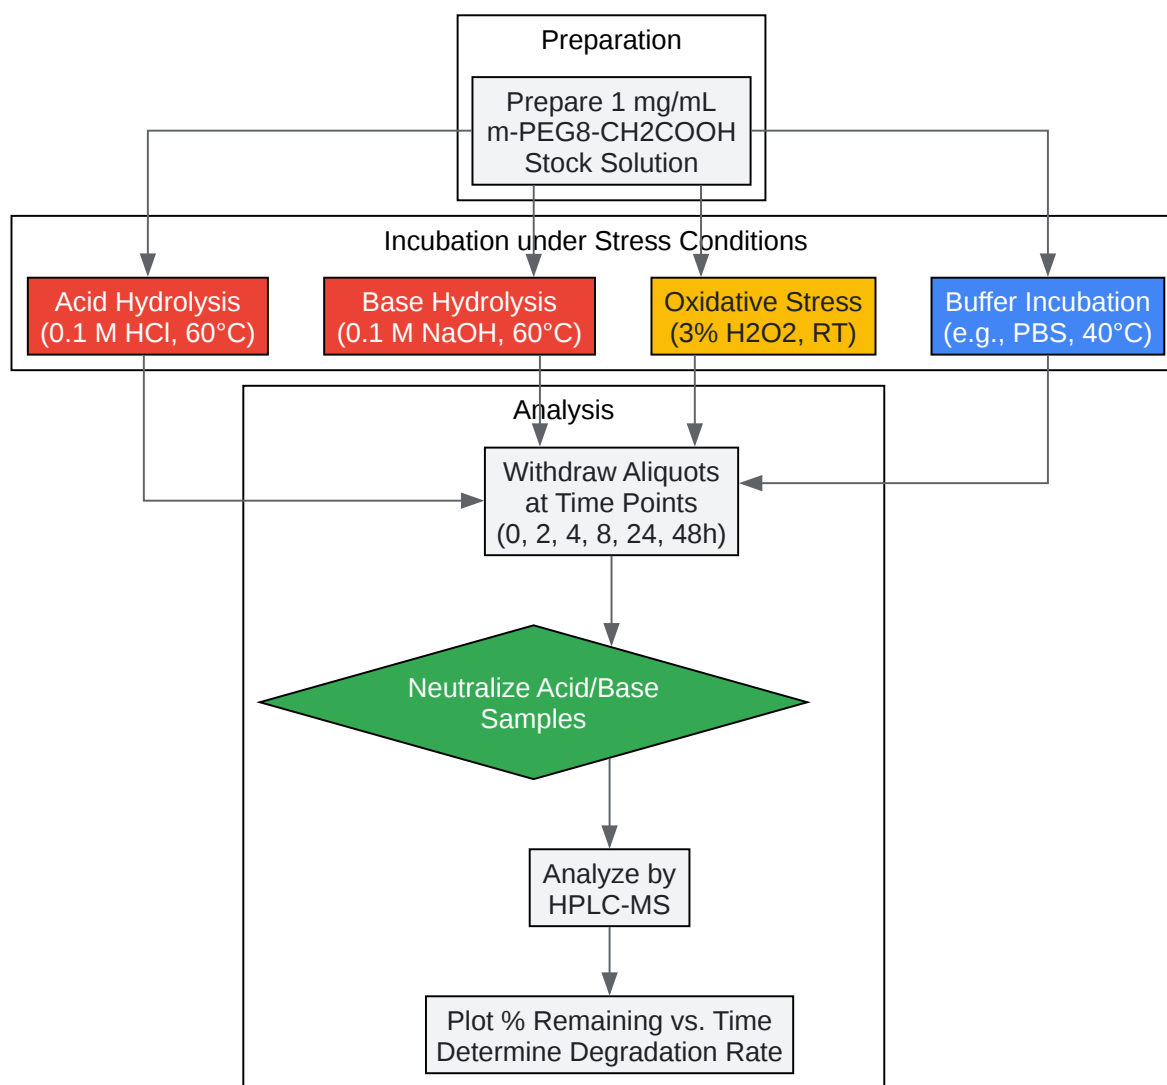 Preparation
Prepare 1 mg/mL
m-PEG8-CH2COOH
Stock Solution
Incubation under Stress Conditions
Acid Hydrolysis
(0.1 M HCl, 60°C)
Base Hydrolysis
(0.1 M NaOH, 60°C)
Oxidative Stress
(3% H2O2, RT)
Buffer Incubation
(e.g., PBS, 40°C)
Analysis
Withdraw Aliquots
at Time Points
(0, 2, 4, 8, 24, 48h)
Neutralize Acid/Base
Samples
Analyze by
HPLC-MS
Plot % Remaining vs. Time
Determine Degradation Rate